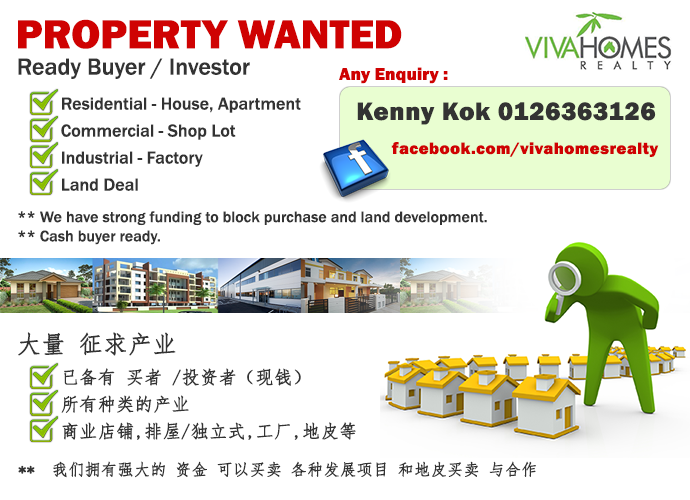 PROPERTY WANTED
Ready Buyer / Investor
VIVAHOMES
REALTY
Any Enquiry :
Kenny Kok 0126363126
facebook.com/vivahomesrealty
Residential - House, Apartment
Commercial - Shop Lot
Industrial - Factory
Land Deal
** We have strong funding to block purchase and land development.
** Cash buyer ready.
大量 征求产业
已备有 买者 /投资者（现钱）
所有种类的产业
商业店铺,排屋/独立式,工厂,地皮等
** 我们拥有强大的 资金 可以买卖 各种发展项目 和地皮买卖 与合作